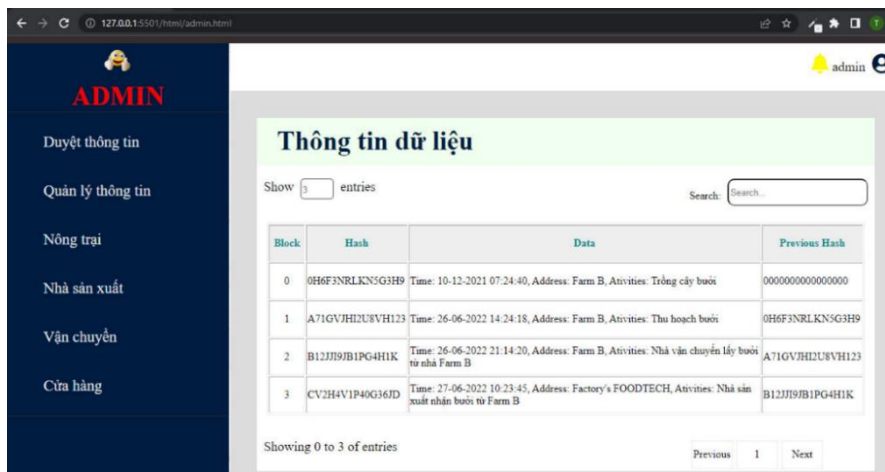 127.0.0.1:5501/html/admin.html
T
ADMIN
admin
Duyệt thông tin
Quản lý thông tin
Nông trại
Nhà sản xuất
Vận chuyển
Cửa hàng
Thông tin dữ liệu
Show 3 entries
Search: Search...
Block Hash Data Previous Hash
0 0H6F3NRLKN5G3H9 Time: 10-12-2021 07:24:40, Address: Farm B, Ativities: Trồng cây bưởi 0000000000000000
1 A71GVJHI2U8VH123 Time: 26-06-2022 14:24:18, Address: Farm B, Ativities: Thu hoạch bưởi 0H6F3NRLKN5G3H9
2 B12JJI9JB1PG4H1K Time: 26-06-2022 21:14:20, Address: Farm B, Ativities: Nhà vận chuyển lấy bưởi
từ nhà Farm B A71GVJHI2U8VH123
3 CV2H4V1P40G36JD Time: 27-06-2022 10:23:45, Address: Factory's FOODTECH, Ativities: Nhà sản
xuất nhận bưởi từ Farm B B12JJI9JB1PG4H1K
Showing 0 to 3 of entries
Previous 1 Next